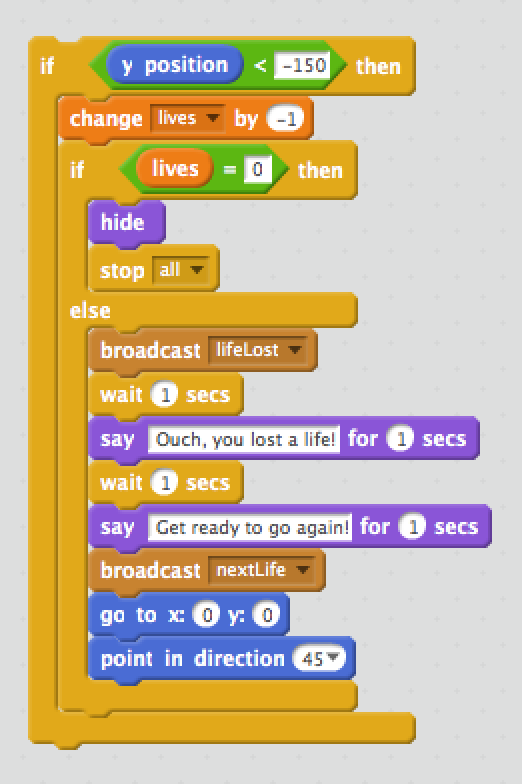 if y position < -150 then
change lives by -1
if lives = 0 then
hide
stop all
else
broadcast lifeLost
wait 1 secs
say Ouch, you lost a life! for 1 secs
wait 1 secs
say Get ready to go again! for 1 secs
broadcast nextLife
go to x: 0 y: 0
point in direction 45